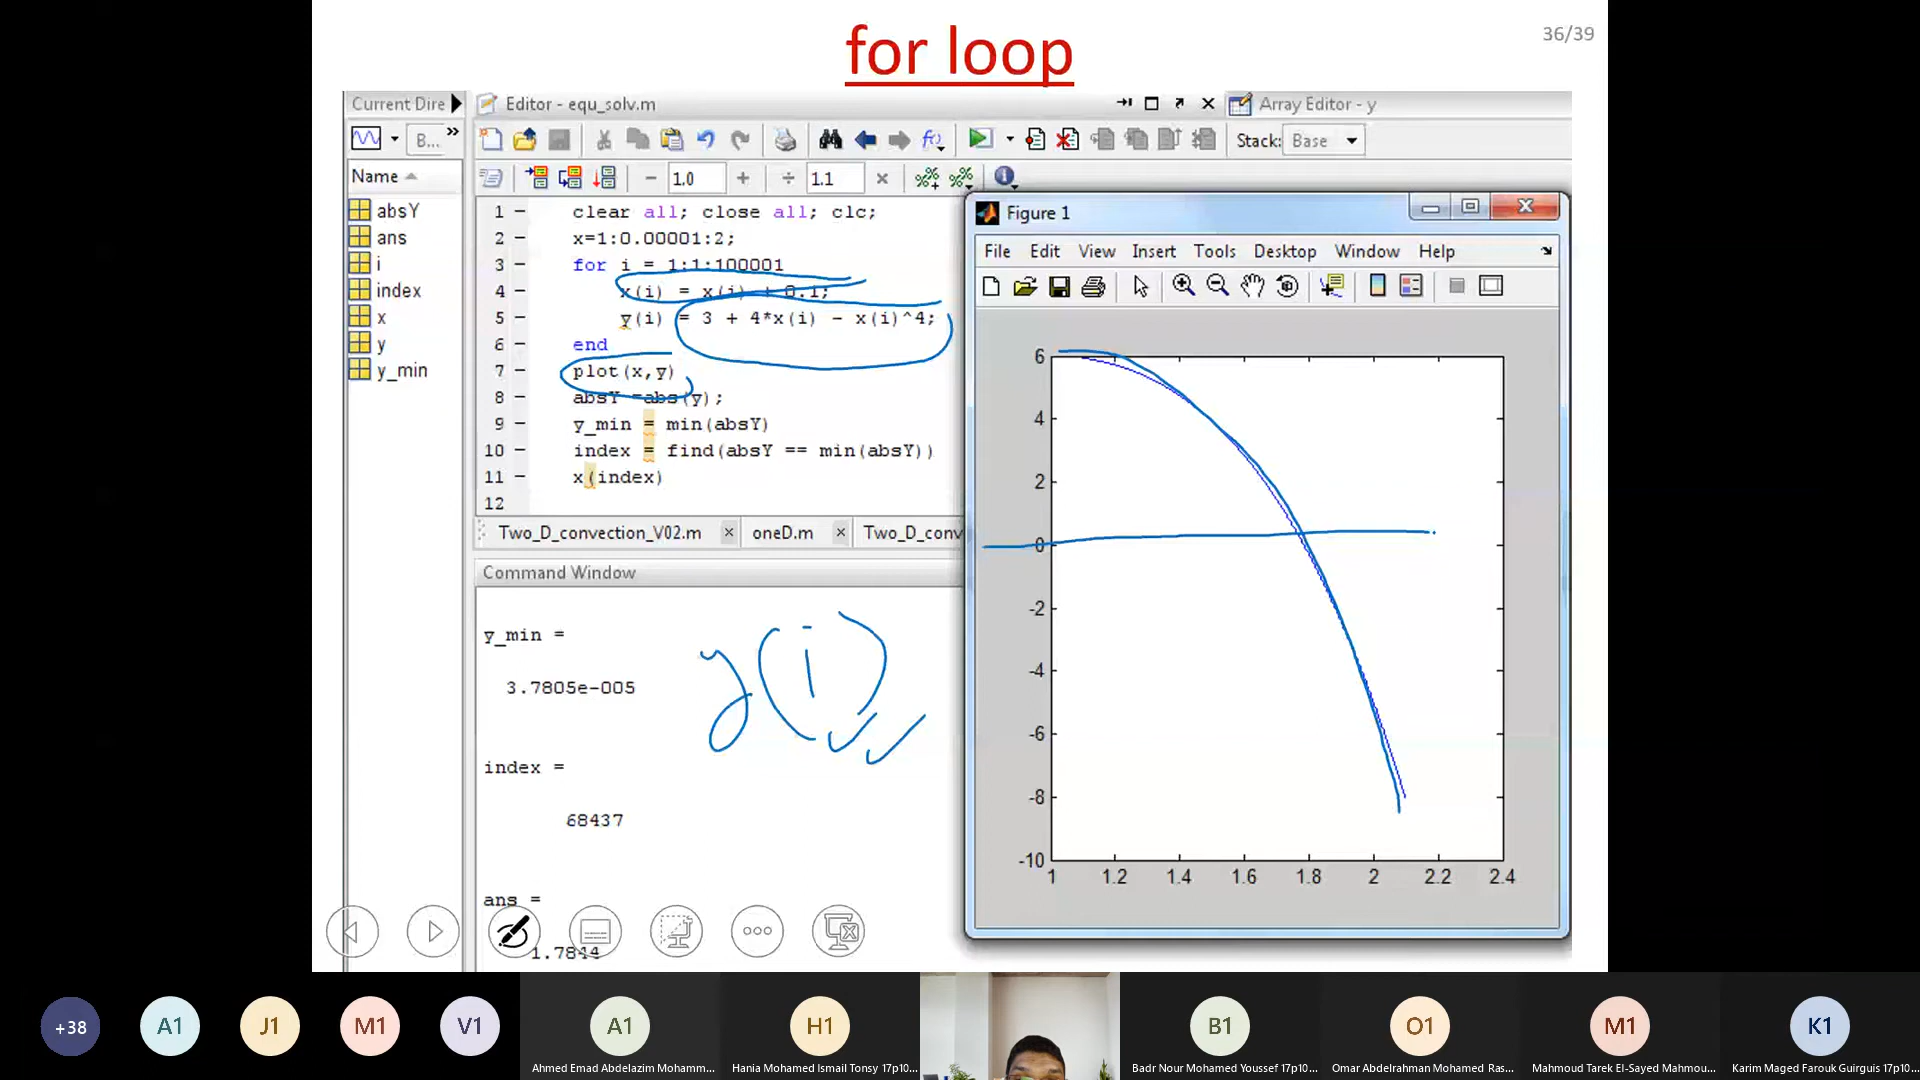 for loop
36/39
Current Dire
Editor - equ_solv.m
Array Editor - y
B...
Stack: Base
Name
1.0
1.1
absY
ans
i
index
x
y
y_min
1 clear all; close all; clc;
2 x=1:0.00001:2;
3 for i = 1:1:100001
4 x(i) = x(i) + 0.1;
5 y(i) = 3 + 4*x(i) - x(i)^4;
6 end
7 plot(x,y)
8 absY =abs(y);
9 y_min = min(absY)
10 index = find(absY == min(absY))
11 x(index)
12
Two_D_convection_V02.m
oneD.m
Two_D_conv
Command Window
y_min =
3.7805e-005
index =
68437
ans =
1.7844
y(i)
Figure 1
File Edit View Insert Tools Desktop Window Help
6
4
2
0
-2
-4
-6
-8
-10
1 1.2 1.4 1.6 1.8 2 2.2 2.4
+38
A1
J1
M1
V1
A1
H1
B1
O1
M1
K1
Ahmed Emad Abdelazim Mohamm...
Hania Mohamed Ismail Tonsy 17p10...
Badr Nour Mohamed Youssef 17p10...
Omar Abdelrahman Mohamed Ras...
Mahmoud Tarek El-Sayed Mahmou...
Karim Maged Farouk Guirguis 17p10...